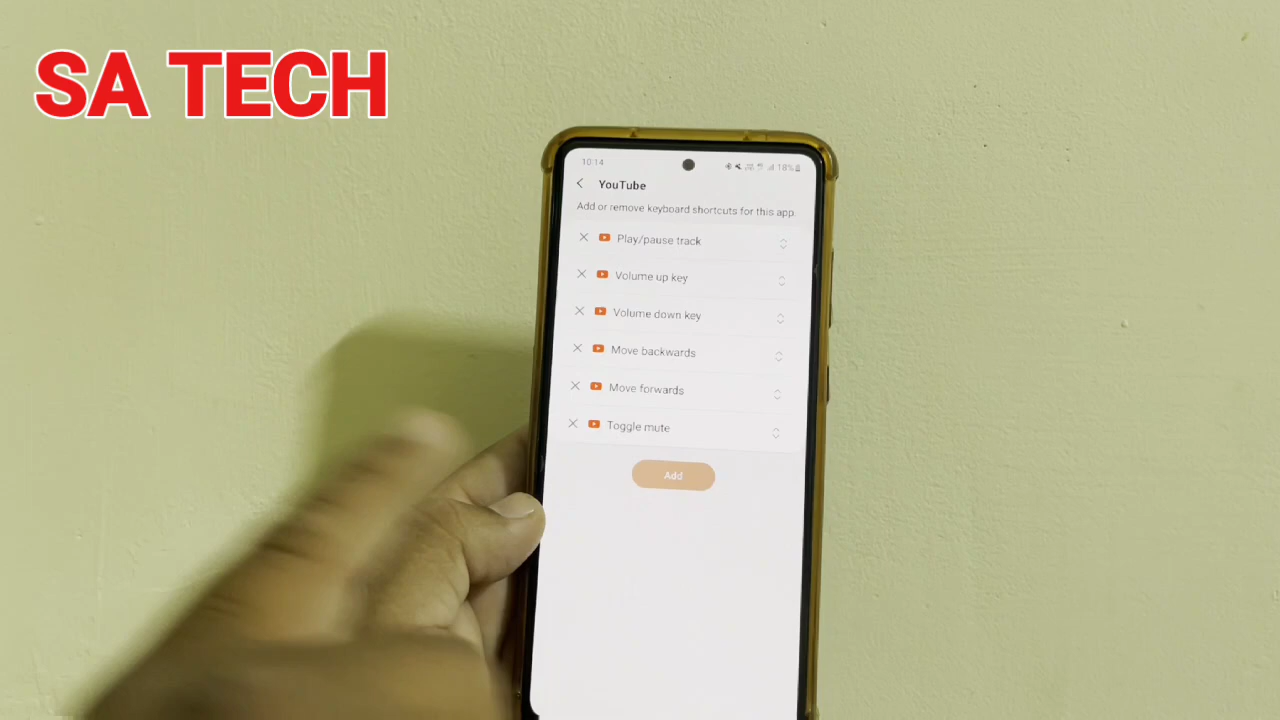 SA TECH
10:14
18%
YouTube
Add or remove keyboard shortcuts for this app.
Play/pause track
Volume up key
Volume down key
Move backwards
Move forwards
Toggle mute
Add